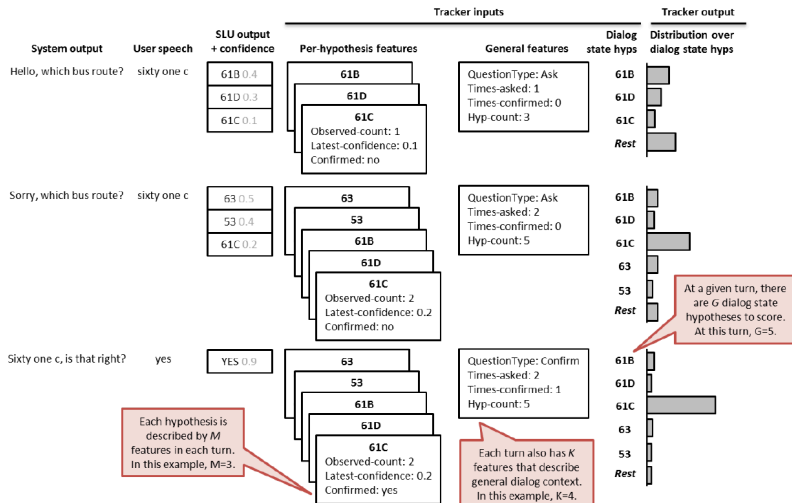 Tracker inputs
Tracker output
System output
User speech
SLU output
+ confidence
Per-hypothesis features
General features
Dialog
state hyps
Distribution over
dialog state hyps
Hello, which bus route?
sixty one c
61B 0.4
61D 0.3
61C 0.1
61B
61D
61C
Observed-count: 1
Latest-confidence: 0.1
Confirmed: no
QuestionType: Ask
Times-asked: 1
Times-confirmed: 0
Hyp-count: 3
61B
61D
61C
Rest
Sorry, which bus route?
sixty one c
63 0.5
53 0.4
61C 0.2
63
53
61B
61D
61C
Observed-count: 2
Latest-confidence: 0.2
Confirmed: no
QuestionType: Ask
Times-asked: 2
Times-confirmed: 0
Hyp-count: 5
61B
61D
61C
63
53
Rest
At a given turn, there
are G dialog state
hypotheses to score.
At this turn, G=5.
Sixty one c, is that right?
yes
YES 0.9
63
53
61B
61D
61C
Observed-count: 2
Latest-confidence: 0.2
Confirmed: yes
QuestionType: Confirm
Times-asked: 2
Times-confirmed: 1
Hyp-count: 5
61B
61D
61C
63
53
Rest
Each hypothesis is
described by M
features in each turn.
In this example, M=3.
Each turn also has K
features that describe
general dialog context.
In this example, K=4.